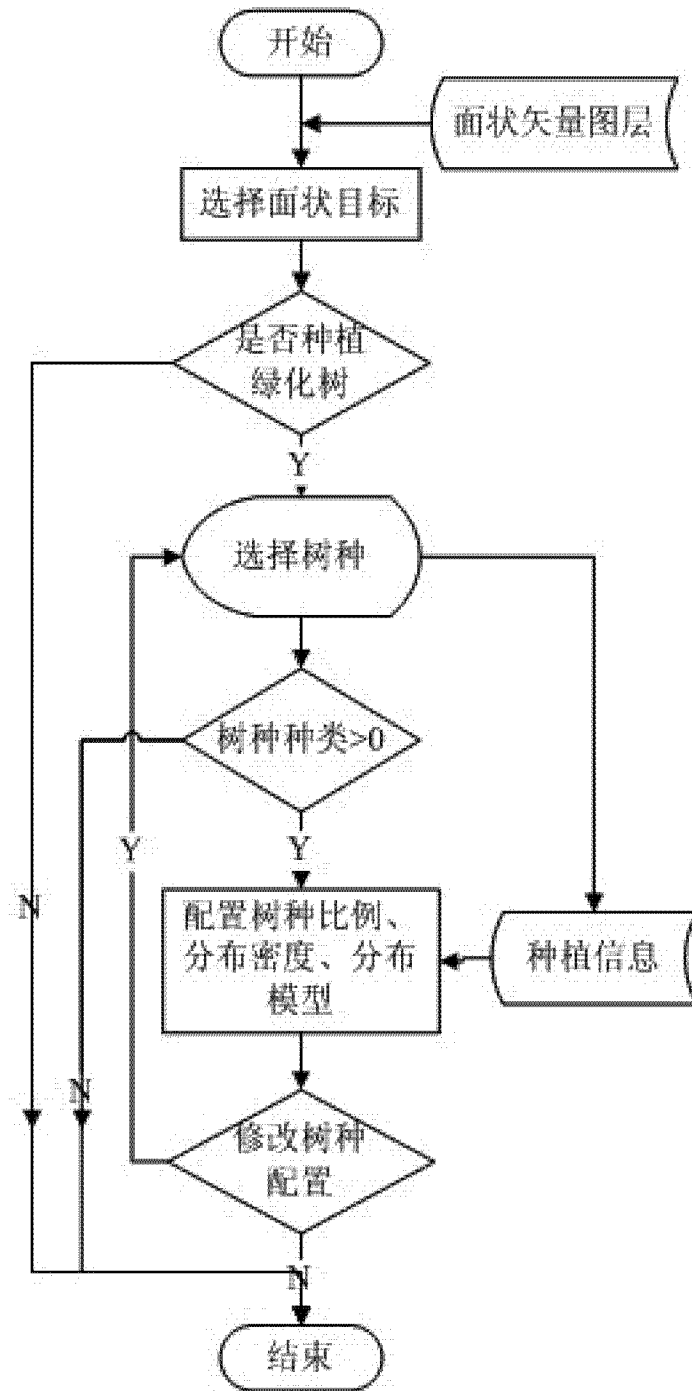 开始
面状矢量图层
选择面状目标
是否种植
绿化树
Y
选择树种
树种种类>0
Y
Y
N
配置树种比例、
分布密度、分布
模型
种植信息
N
修改树种
配置
N
结束